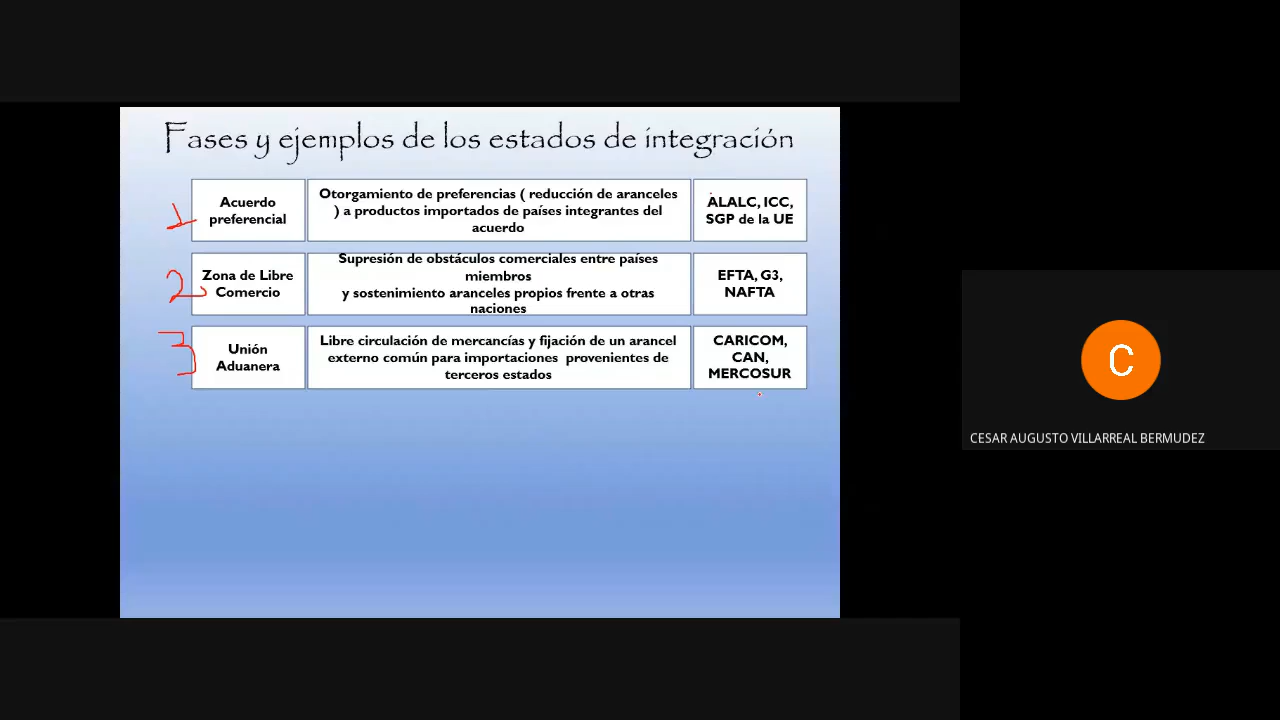 Fases y ejemplos de los estados de integración
1
Acuerdo
preferencial
Otorgamiento de preferencias ( reducción de aranceles
) a productos importados de países integrantes del
acuerdo
ALALC, ICC,
SGP de la UE
2
Zona de Libre
Comercio
Supresión de obstáculos comerciales entre países
miembros
y sostenimiento aranceles propios frente a otras
naciones
EFTA, G3,
NAFTA
3
Unión
Aduanera
Libre circulación de mercancías y fijación de un arancel
externo común para importaciones provenientes de
terceros estados
CARICOM,
CAN,
MERCOSUR
C
CESAR AUGUSTO VILLARREAL BERMUDEZ